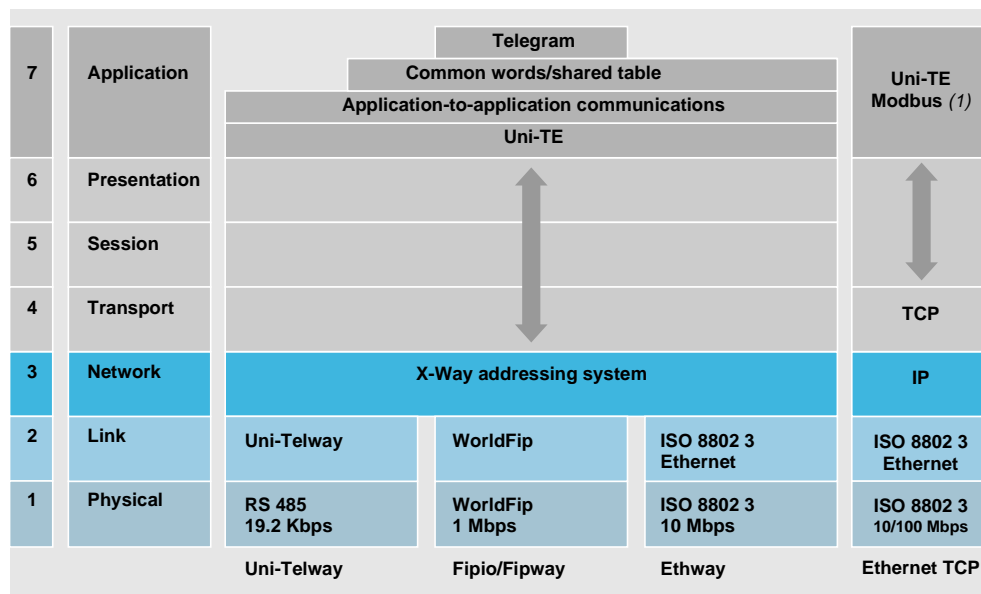 7 Application
Telegram
Common words/shared table
Application-to-application communications
Uni-TE
Uni-TE
Modbus (1)
6 Presentation
5 Session
4 Transport
TCP
3 Network X-Way addressing system IP
2 Link
Uni-Telway
WorldFip
ISO 8802 3
Ethernet
ISO 8802 3
Ethernet
1 Physical
RS 485
19.2 Kbps
WorldFip
1 Mbps
ISO 8802 3
10 Mbps
ISO 8802 3
10/100 Mbps
Uni-Telway Fipio/Fipway Ethway Ethernet TCP